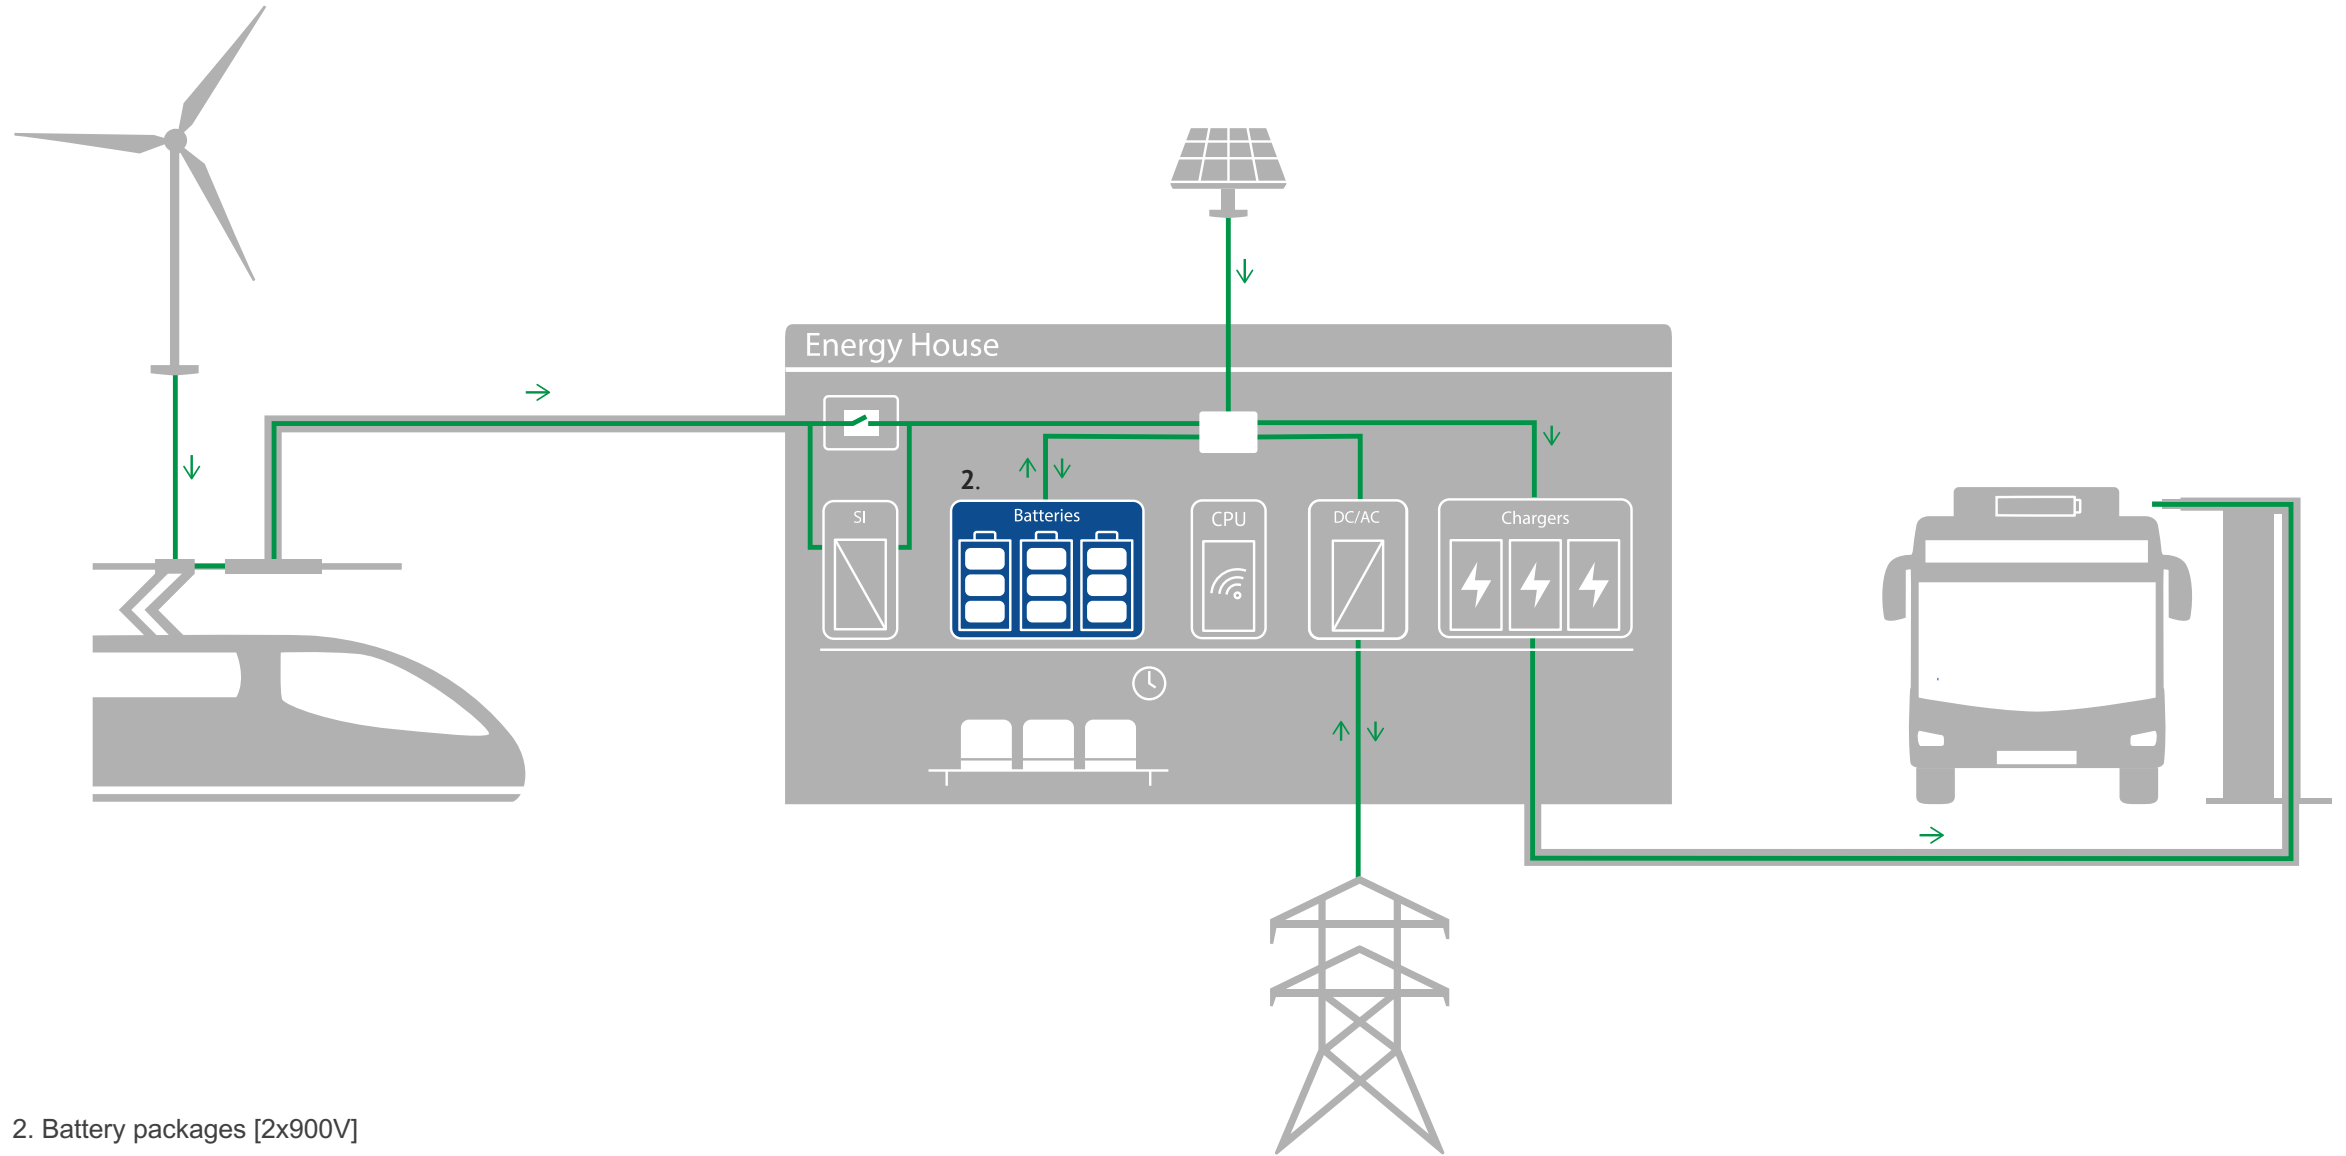 Energy House
2.
SI
Batteries
CPU
DC/AC
Chargers
2. Battery packages [2x900V]